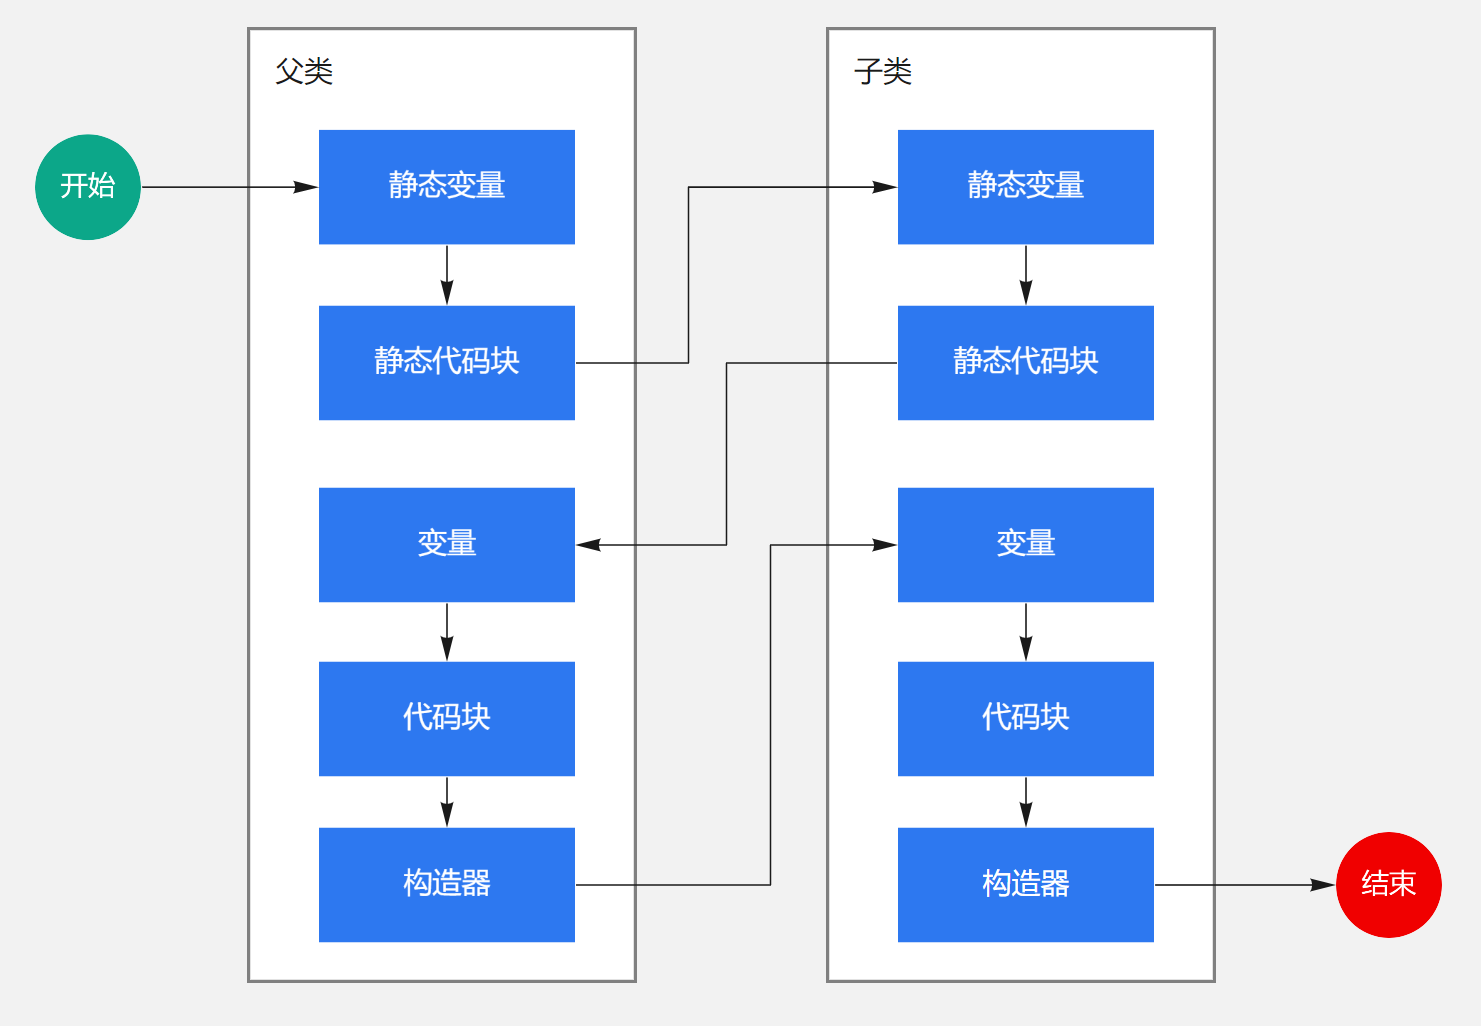 父类
子类
开始
静态变量
静态变量
静态代码块
静态代码块
变量
变量
代码块
代码块
构造器
构造器
结束